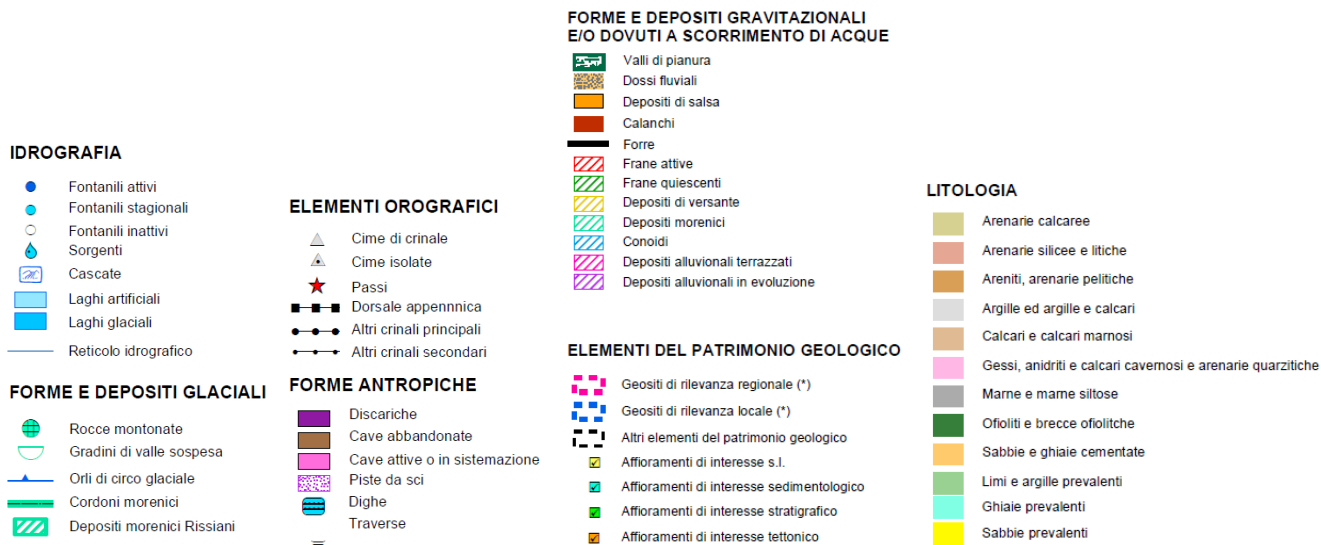 IDROGRAFIA
Fontanili attivi
Fontanili stagionali
Fontanili inattivi
Sorgenti
Cascate
Laghi artificiali
Laghi glaciali
Reticolo idrografico
FORME E DEPOSITI GLACIALI
Rocce montonate
Gradini di valle sospesa
Orli di circo glaciale
Cordoni morenici
Depositi morenici Rissiani
ELEMENTI OROGRAFICI
Cime di crinale
Cime isolate
Passi
Dorsale appennnica
Altri crinali principali
Altri crinali secondari
FORME ANTROPICHE
Discariche
Cave abbandonate
Cave attive o in sistemazione
Piste da sci
Dighe
Traverse
FORME E DEPOSITI GRAVITAZIONALI
E/O DOVUTI A SCORRIMENTO DI ACQUE
Valli di pianura
Dossi fluviali
Depositi di salsa
Calanchi
Forre
Frane attive
Frane quiescenti
Depositi di versante
Depositi morenici
Conoidi
Depositi alluvionali terrazzati
Depositi alluvionali in evoluzione
ELEMENTI DEL PATRIMONIO GEOLOGICO
Geositi di rilevanza regionale (*)
Geositi di rilevanza locale (*)
Altri elementi del patrimonio geologico
Affioramenti di interesse s.l.
Affioramenti di interesse sedimentologico
Affioramenti di interesse stratigrafico
Affioramenti di interesse tettonico
LITOLOGIA
Arenarie calcaree
Arenarie silicee e litiche
Areniti, arenarie pelitiche
Argille ed argille e calcari
Calcari e calcari marnosi
Gessi, anidriti e calcari cavernosi e arenarie quarzitiche
Marne e marne siltose
Ofioliti e brecce ofiolitche
Sabbie e ghiaie cementate
Limi e argille prevalenti
Ghiaie prevalenti
Sabbie prevalenti